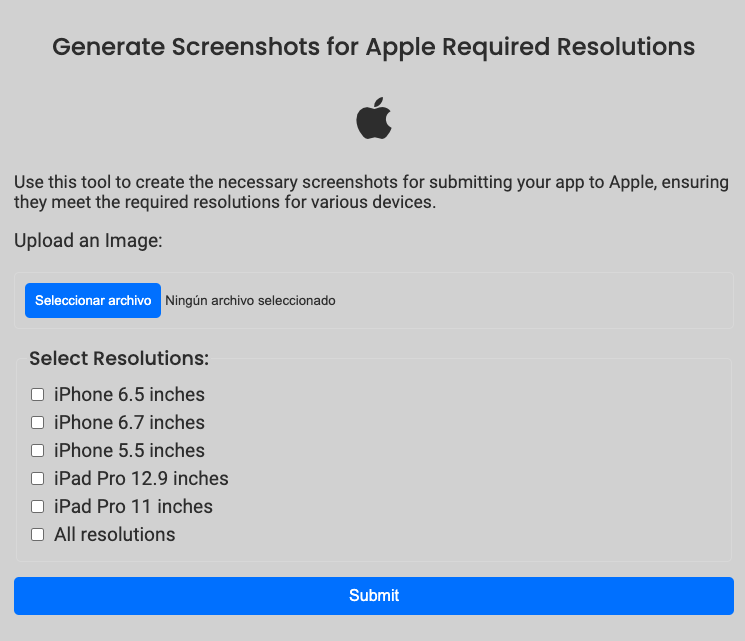 Generate Screenshots for Apple Required Resolutions
Use this tool to create the necessary screenshots for submitting your app to Apple, ensuring
they meet the required resolutions for various devices.
Upload an Image:
Seleccionar archivo Ningún archivo seleccionado
Select Resolutions:
iPhone 6.5 inches
iPhone 6.7 inches
iPhone 5.5 inches
iPad Pro 12.9 inches
iPad Pro 11 inches
All resolutions
Submit